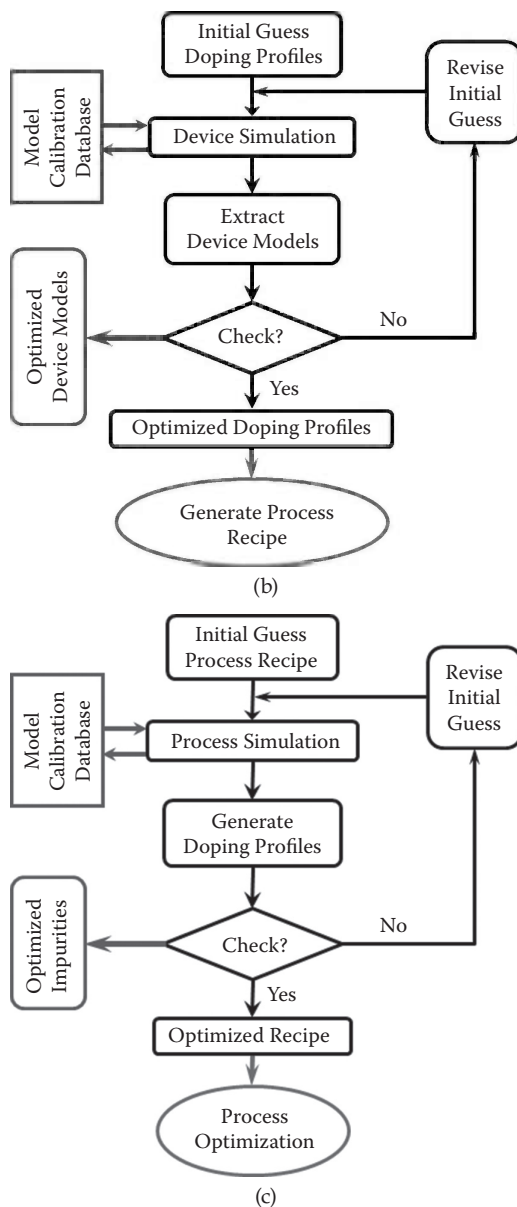 Initial Guess
Doping Profiles
Revise
Initial
Guess
Model
Calibration
Database
Device Simulation
Extract
Device Models
Optimized
Device Models
Check?
No
Yes
Optimized Doping Profiles
Generate Process
Recipe
(b)
Initial Guess
Process Recipe
Revise
Initial
Guess
Model
Calibration
Database
Process Simulation
Generate
Doping Profiles
Optimized
Impurities
Check?
No
Yes
Optimized Recipe
Process
Optimization
(c)